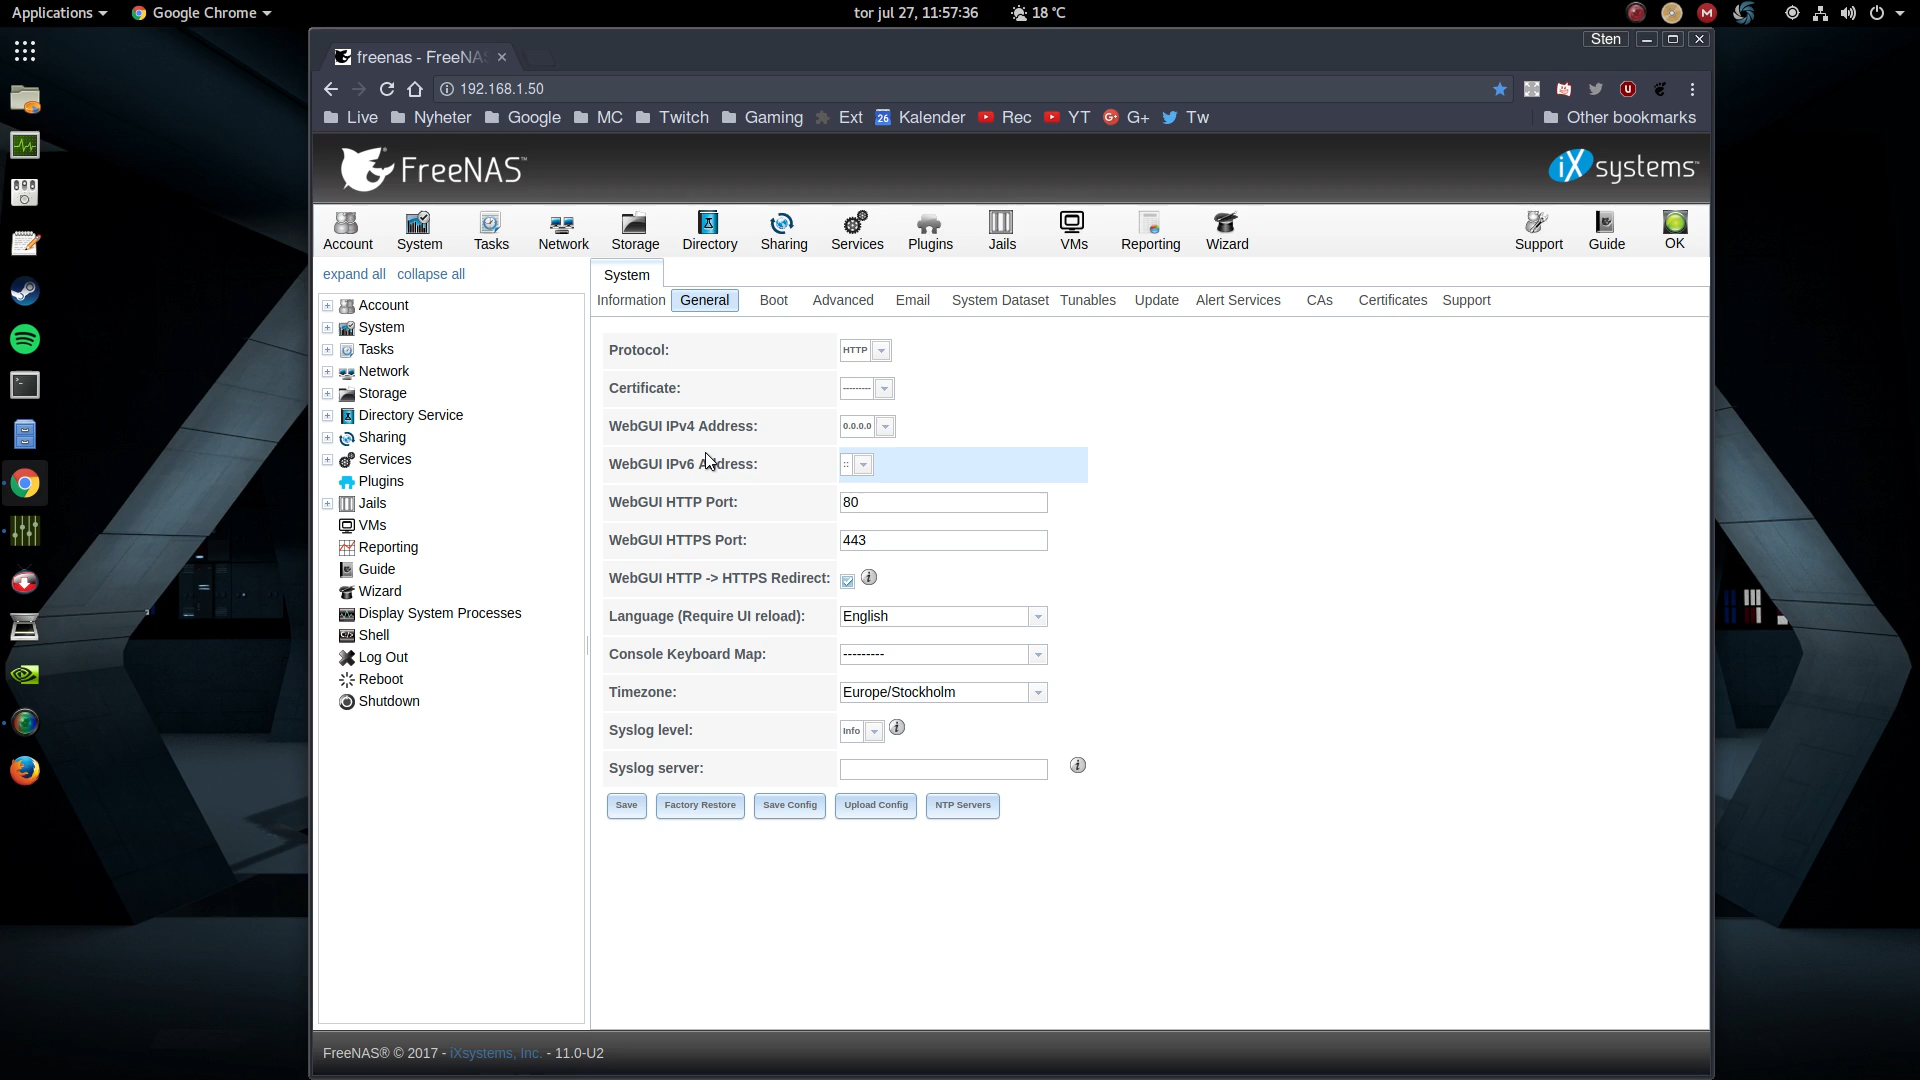 Applications Google Chrome tor jul 27, 11:57:36 18 °C
Sten
freenas - FreeNAS
192.168.1.50
Live Nyheter Google MC Twitch Gaming Ext 26 Kalender Rec YT G+ Tw Other bookmarks
FreeNAS™ iXsystems™
Account System Tasks Network Storage Directory Sharing Services Plugins Jails VMs Reporting Wizard Support Guide OK
expand all collapse all
System
Information General Boot Advanced Email System Dataset Tunables Update Alert Services CAs Certificates Support
Account
System
Tasks
Network
Storage
Directory Service
Sharing
Services
Plugins
Jails
VMs
Reporting
Guide
Wizard
Display System Processes
Shell
Log Out
Reboot
Shutdown
Protocol: HTTP
Certificate: ---------
WebGUI IPv4 Address: 0.0.0.0
WebGUI IPv6 Address: ::
WebGUI HTTP Port: 80
WebGUI HTTPS Port: 443
WebGUI HTTP -> HTTPS Redirect:
Language (Require UI reload): English
Console Keyboard Map: ---------
Timezone: Europe/Stockholm
Syslog level: Info
Syslog server:
Save Factory Restore Save Config Upload Config NTP Servers
FreeNAS® © 2017 - iXsystems, Inc. - 11.0-U2